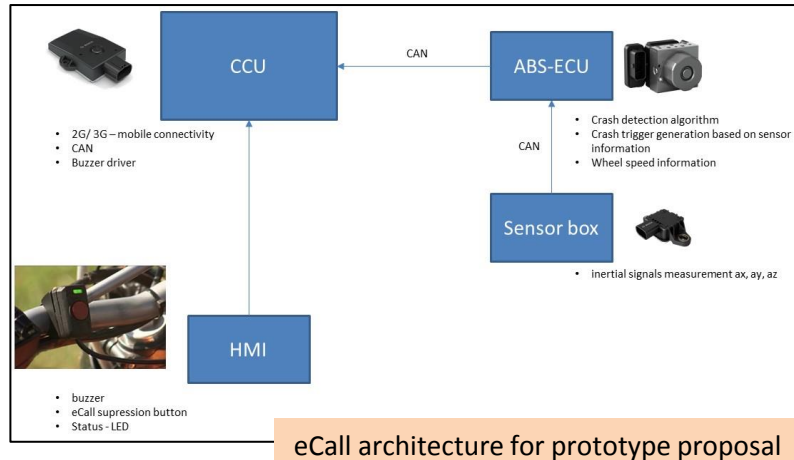 CCU
CAN
ABS-ECU
• 2G/ 3G – mobile connectivity
• CAN
• Buzzer driver
• Crash detection algorithm
• Crash trigger generation based on sensor
information
• Wheel speed information
CAN
Sensor box
• inertial signals measurement ax, ay, az
HMI
• buzzer
• eCall supression button
• Status - LED
eCall architecture for prototype proposal